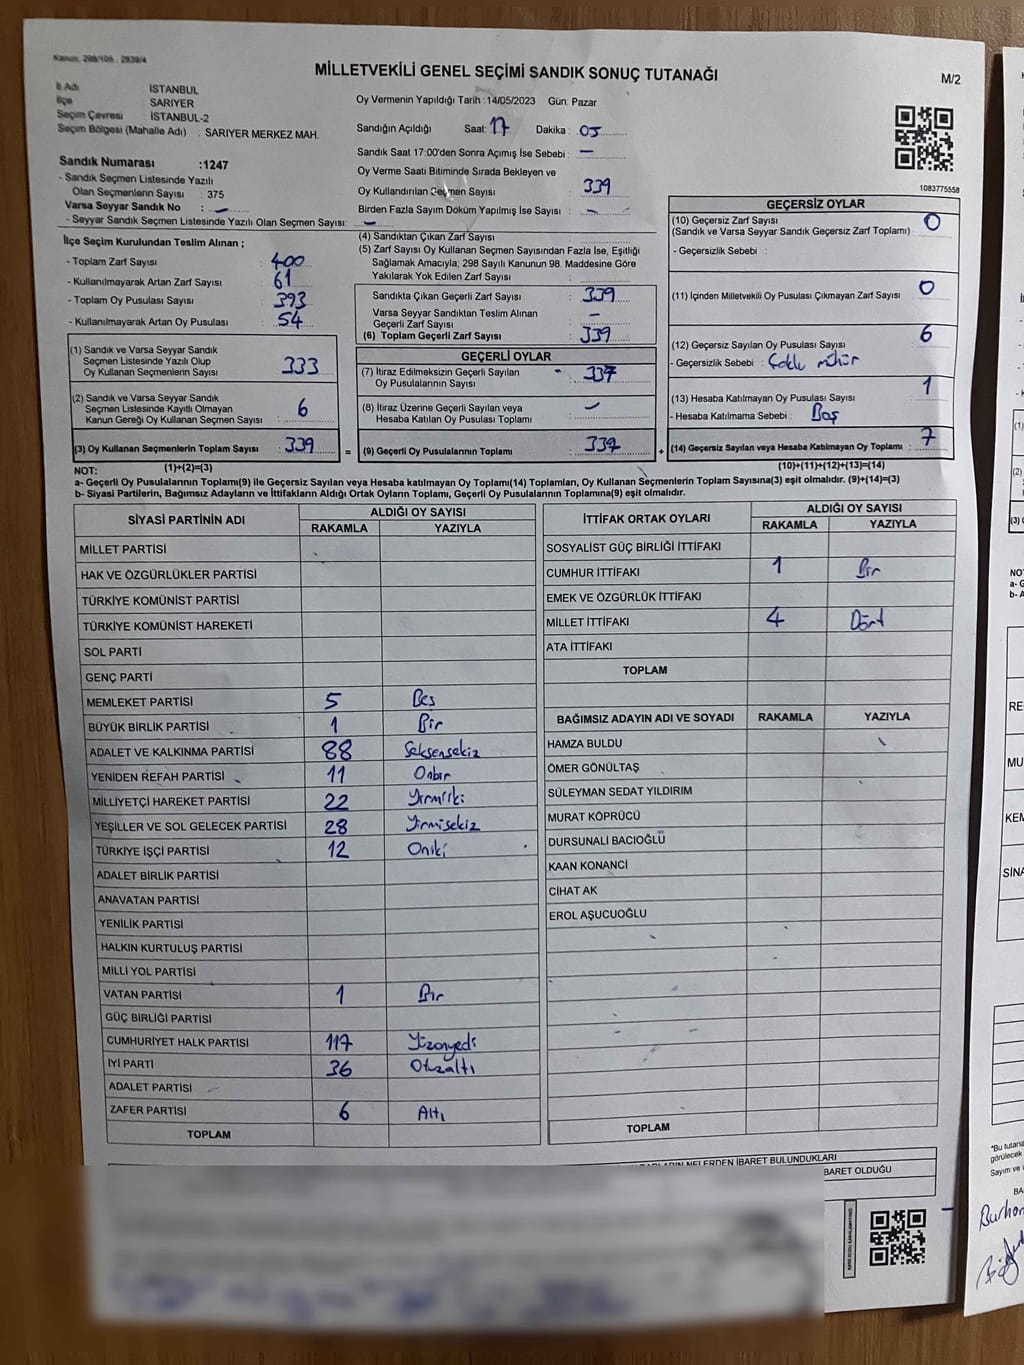 Kanun, 298/105 , 2839/4
MİLLETVEKİLİ GENEL SEÇİMİ SANDIK SONUÇ TUTANAĞI
M/2
İl Adı : İSTANBUL
İlçe : SARIYER
Seçim Çevresi : İSTANBUL-2
Seçim Bölgesi (Mahalle Adı) : SARIYER MERKEZ MAH.
Oy Vermenin Yapıldığı Tarih :14/05/2023 Gün: Pazar
Sandığın Açıldığı Saat: 17 Dakika : 05
Sandık Saat 17:00'den Sonra Açımış İse Sebebi : –
Oy Verme Saati Bitiminde Sırada Bekleyen ve
Oy Kullandırılan Seçmen Sayısı : 339
Birden Fazla Sayım Döküm Yapılmış İse Sayısı : –
1083775558
Sandık Numarası :1247
- Sandık Seçmen Listesinde Yazılı
Olan Seçmenlerin Sayısı : 375
Varsa Seyyar Sandık No : –
- Seyyar Sandık Seçmen Listesinde Yazılı Olan Seçmen Sayısı: –
İlçe Seçim Kurulundan Teslim Alınan ;
- Toplam Zarf Sayısı : 400
- Kullanılmayarak Artan Zarf Sayısı : 61
- Toplam Oy Pusulası Sayısı : 393
- Kullanılmayarak Artan Oy Pusulası : 54
(1) Sandık ve Varsa Seyyar Sandık
Seçmen Listesinde Yazılı Olup
Oy Kullanan Seçmenlerin Sayısı : 333
(2) Sandık ve Varsa Seyyar Sandık
Seçmen Listesinde Kayıtlı Olmayan
Kanun Gereği Oy Kullanan Seçmen Sayısı : 6
(3) Oy Kullanan Seçmenlerin Toplam Sayısı : 339
(1)+(2)=(3)
(4) Sandıktan Çıkan Zarf Sayısı :
(5) Zarf Sayısı Oy Kullanan Seçmen Sayısından Fazla İse, Eşitliği
Sağlamak Amacıyla; 298 Sayılı Kanunun 98. Maddesine Göre
Yakılarak Yok Edilen Zarf Sayısı :
Sandıkta Çıkan Geçerli Zarf Sayısı : 339
Varsa Seyyar Sandıktan Teslim Alınan
Geçerli Zarf Sayısı : –
(6) Toplam Geçerli Zarf Sayısı : 339
GEÇERLİ OYLAR
(7) İtiraz Edilmeksizin Geçerli Sayılan
Oy Pusulalarının Sayısı : 337
(8) İtiraz Üzerine Geçerli Sayılan veya
Hesaba Katılan Oy Pusulası Toplamı : –
= (9) Geçerli Oy Pusulalarının Toplamı :
GEÇERSİZ OYLAR
(10) Geçersiz Zarf Sayısı : 0
(Sandık ve Varsa Seyyar Sandık Geçersiz Zarf Toplamı)
- Geçersizlik Sebebi :
(11) İçinden Milletvekili Oy Pusulası Çıkmayan Zarf Sayısı : 0
(12) Geçersiz Sayılan Oy Pusulası Sayısı : 6
- Geçersizlik Sebebi : Çoklu mühür
(13) Hesaba Katılmayan Oy Pusulası Sayısı : 1
- Hesaba Katılmama Sebebi : Boş
+ (14) Geçersiz Sayılan veya Hesaba Katılmayan Oy Toplamı : 7
(10)+(11)+(12)+(13)=(14)
NOT:
a- Geçerli Oy Pusulasının Toplamı(9) ile Geçersiz Sayılan veya Hesaba katılmayan Oy Toplamı(14) Toplamları, Oy Kullanan Seçmenlerin Toplam Sayısına(3) eşit olmalıdır. (9)+(14)=(3)
b- Siyasi Partilerin, Bağımsız Adayların ve İttifakların Aldığı Ortak Oyların Toplamı, Geçerli Oy Pusulalarının Toplamına(9) eşit olmalıdır.
SİYASİ PARTİNİN ADI ALDIĞI OY SAYISI
RAKAMLA YAZIYLA
MİLLET PARTİSİ
HAK VE ÖZGÜRLÜKLER PARTİSİ
TÜRKİYE KOMÜNİST PARTİSİ
TÜRKİYE KOMÜNİST HAREKETİ
SOL PARTİ
GENÇ PARTİ
MEMLEKET PARTİSİ 5 Beş
BÜYÜK BİRLİK PARTİSİ 1 Bir
ADALET VE KALKINMA PARTİSİ 88 Seksensekiz
YENİDEN REFAH PARTİSİ 11 Onbir
MİLLİYETÇİ HAREKET PARTİSİ 22 Yirmiiki
YEŞİLLER VE SOL GELECEK PARTİSİ 28 Yirmisekiz
TÜRKİYE İŞÇİ PARTİSİ 12 Oniki
ADALET BİRLİK PARTİSİ
ANAVATAN PARTİSİ
YENİLİK PARTİSİ
HALKIN KURTULUŞ PARTİSİ
MİLLİ YOL PARTİSİ
VATAN PARTİSİ 1 Bir
GÜÇ BİRLİĞİ PARTİSİ
CUMHURİYET HALK PARTİSİ 117 Yüzonyedi
İYİ PARTİ 36 Otuzaltı
ADALET PARTİSİ
ZAFER PARTİSİ 6 Altı
TOPLAM
İTTİFAK ORTAK OYLARI ALDIĞI OY SAYISI
RAKAMLA YAZIYLA
SOSYALİST GÜÇ BİRLİĞİ İTTİFAKI
CUMHUR İTTİFAKI 1 Bir
EMEK VE ÖZGÜRLÜK İTTİFAKI
MİLLET İTTİFAKI 4 Dört
ATA İTTİFAKI
TOPLAM
BAĞIMSIZ ADAYIN ADI VE SOYADI RAKAMLA YAZIYLA
HAMZA BULDU
ÖMER GÖNÜLTAŞ
SÜLEYMAN SEDAT YILDIRIM
MURAT KÖPRÜCÜ
DURSUNALİ BACIOĞLU
KAAN KONANCİ
CİHAT AK
EROL AŞUCUOĞLU
TOPLAM
NELERDEN İBARET BULUNDUKLARI
BARET OLDUĞU